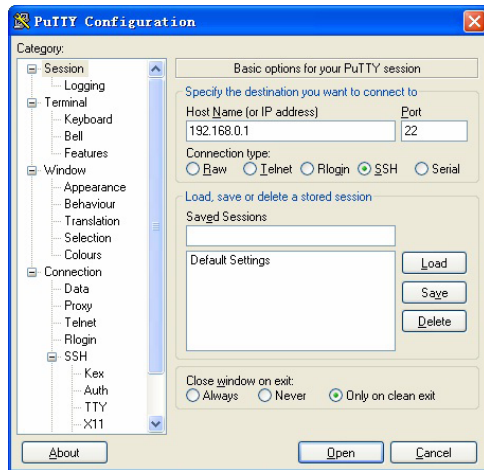 PuTTY Configuration
Category:
Session
Logging
Terminal
Keyboard
Bell
Features
Window
Appearance
Behaviour
Translation
Selection
Colours
Connection
Data
Proxy
Telnet
Rlogin
SSH
Kex
Auth
TTY
X11
Basic options for your PuTTY session
Specify the destination you want to connect to
Host Name (or IP address) Port
192.168.0.1 22
Connection type:
Raw Telnet Rlogin SSH Serial
Load, save or delete a stored session
Saved Sessions
Default Settings
Load
Save
Delete
Close window on exit:
Always Never Only on clean exit
About Open Cancel